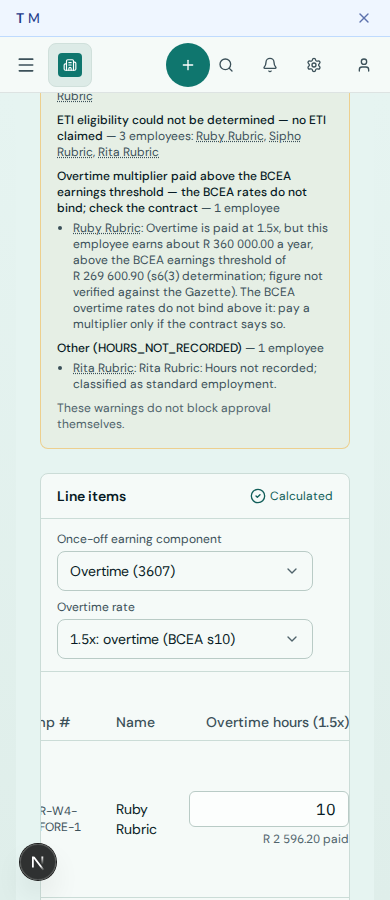 T M
Rubric
ETI eligibility could not be determined — no ETI
claimed — 3 employees: Ruby Rubric, Sipho
Rubric, Rita Rubric
Overtime multiplier paid above the BCEA
earnings threshold — the BCEA rates do not
bind; check the contract — 1 employee
• Ruby Rubric: Overtime is paid at 1.5x, but this
employee earns about R 360 000.00 a year,
above the BCEA earnings threshold of
R 269 600.90 (s6(3) determination; figure not
verified against the Gazette). The BCEA
overtime rates do not bind above it: pay a
multiplier only if the contract says so.
Other (HOURS_NOT_RECORDED) — 1 employee
• Rita Rubric: Rita Rubric: Hours not recorded;
classified as standard employment.
These warnings do not block approval
themselves.
Line items
Calculated
Once-off earning component
Overtime (3607)
Overtime rate
1.5x: overtime (BCEA s10)
mp # Name Overtime hours (1.5x)
R-W4-
FORE-1
Ruby
Rubric
10
R 2 596.20 paid
N